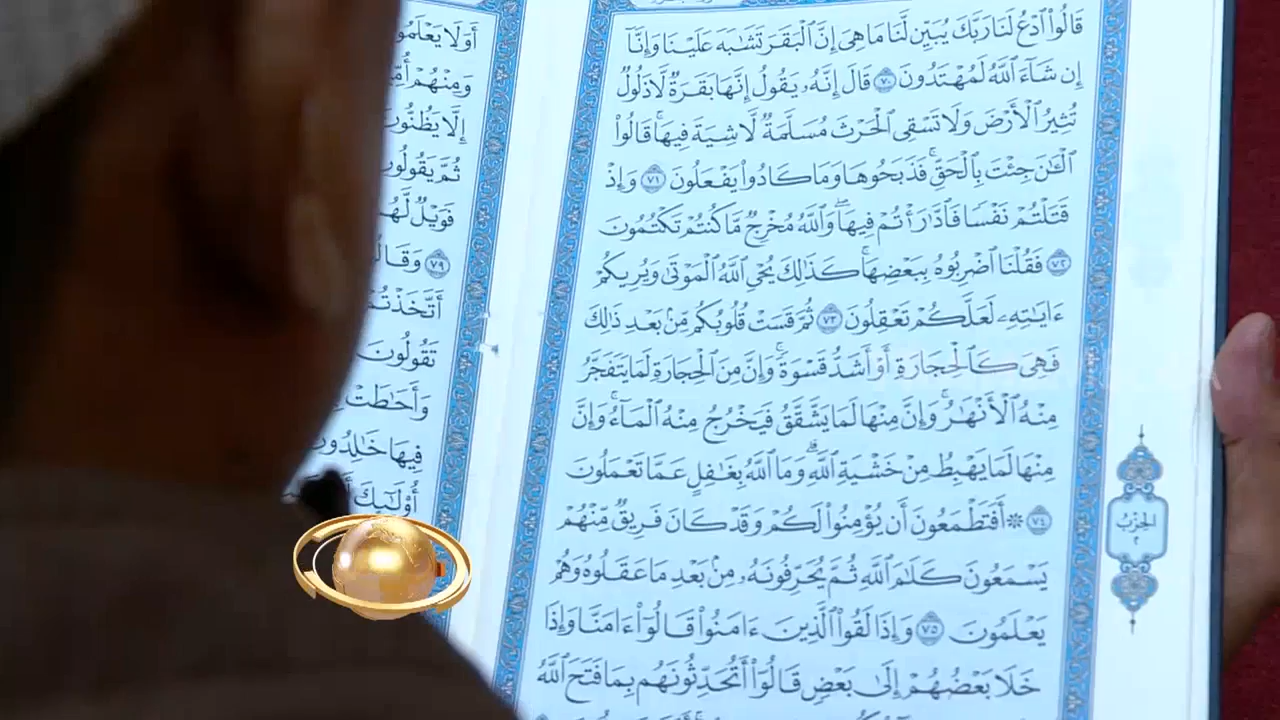 قَالُواْ ٱدۡعُ لَنَا رَبَّكَ يُبَيِّن لَّنَا مَا هِيَ إِنَّ ٱلۡبَقَرَ تَشَٰبَهَ عَلَيۡنَا وَإِنَّآ
إِن شَآءَ ٱللَّهُ لَمُهۡتَدُونَ ٧٠ قَالَ إِنَّهُۥ يَقُولُ إِنَّهَا بَقَرَةٞ لَّا ذَلُولٞ
تُثِيرُ ٱلۡأَرۡضَ وَلَا تَسۡقِي ٱلۡحَرۡثَ مُسَلَّمَةٞ لَّا شِيَةَ فِيهَاۚ قَالُواْ
ٱلۡـَٰٔنَ جِئۡتَ بِٱلۡحَقِّۚ فَذَبَحُوهَا وَمَا كَادُواْ يَفۡعَلُونَ ٧١ وَإِذۡ
قَتَلۡتُمۡ نَفۡسٗا فَٱدَّٰرَٰٔتُمۡ فِيهَاۖ وَٱللَّهُ مُخۡرِجٞ مَّا كُنتُمۡ تَكۡتُمُونَ
٧٢ فَقُلۡنَا ٱضۡرِبُوهُ بِبَعۡضِهَاۚ كَذَٰلِكَ يُحۡيِ ٱللَّهُ ٱلۡمَوۡتَىٰ وَيُرِيكُمۡ
ءَايَٰتِهِۦ لَعَلَّكُمۡ تَعۡقِلُونَ ٧٣ ثُمَّ قَسَتۡ قُلُوبُكُم مِّنۢ بَعۡدِ ذَٰلِكَ
فَهِيَ كَٱلۡحِجَارَةِ أَوۡ أَشَدُّ قَسۡوَةٗۚ وَإِنَّ مِنَ ٱلۡحِجَارَةِ لَمَا يَتَفَجَّرُ
مِنۡهُ ٱلۡأَنۡهَٰرُۚ وَإِنَّ مِنۡهَا لَمَا يَشَّقَّقُ فَيَخۡرُجُ مِنۡهُ ٱلۡمَآءُۚ وَإِنَّ
مِنۡهَا لَمَا يَهۡبِطُ مِنۡ خَشۡيَةِ ٱللَّهِۗ وَمَا ٱللَّهُ بِغَٰفِلٍ عَمَّا تَعۡمَلُونَ
٧٤ ۞ أَفَتَطۡمَعُونَ أَن يُؤۡمِنُواْ لَكُمۡ وَقَدۡ كَانَ فَرِيقٞ مِّنۡهُمۡ
يَسۡمَعُونَ كَلَٰمَ ٱللَّهِ ثُمَّ يُحَرِّفُونَهُۥ مِنۢ بَعۡدِ مَا عَقَلُوهُ وَهُمۡ
يَعۡلَمُونَ ٧٥ وَإِذَا لَقُواْ ٱلَّذِينَ ءَامَنُواْ قَالُوٓاْ ءَامَنَّا وَإِذَا
خَلَا بَعۡضُهُمۡ إِلَىٰ بَعۡضٖ قَالُوٓاْ أَتُحَدِّثُونَهُم بِمَا فَتَحَ ٱللَّهُ
الحِزۡبُ
٢
أَوَلَا يَعۡلَمُو
وَمِنۡهُمۡ
إِلَّا يَظُنُّونَ
ثُمَّ يَقُولُونَ
فَوَيۡلٞ لَّهُم
٧٩ وَقَالُ
أَتَّخَذۡتُمۡ
تَقُولُونَ
وَأَحَٰطَتۡ
فِيهَا خَٰلِدُونَ
أُوْلَٰٓئِكَ